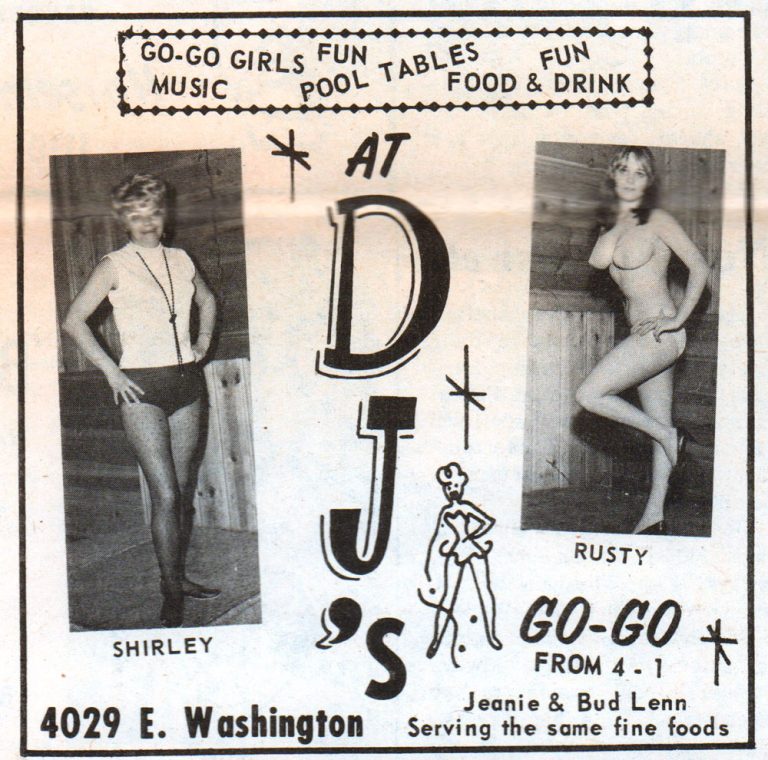 GO-GO GIRLS FUN POOL TABLES FUN
MUSIC FOOD & DRINK
AT
DJ'S
SHIRLEY
RUSTY
GO-GO
FROM 4 - 1
Jeanie & Bud Lenn
Serving the same fine foods
4029 E. Washington